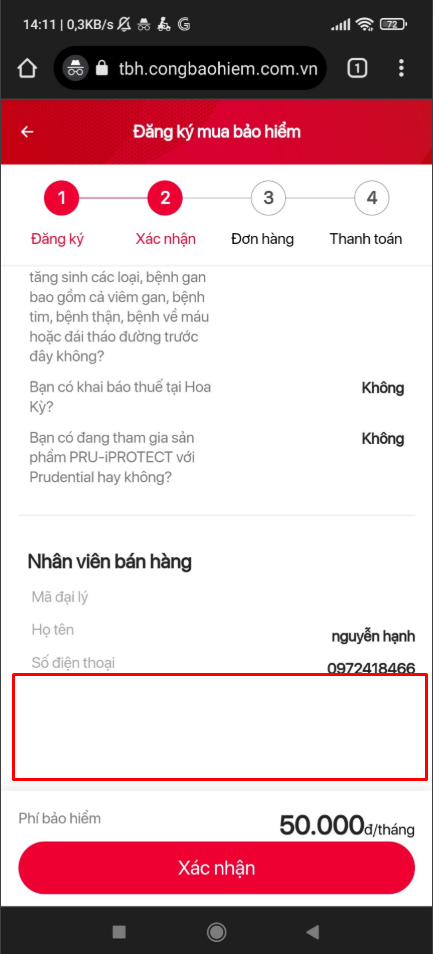 14:11 | 0,3KB/s
72
tbh.congbaohiem.com.vn
1
Đăng ký mua bảo hiểm
1
2
3
4
Đăng ký
Xác nhận
Đơn hàng
Thanh toán
tăng sinh các loại, bệnh gan
bao gồm cả viêm gan, bệnh
tim, bệnh thận, bệnh về máu
hoặc đái tháo đường trước
đây không?
Bạn có khai báo thuế tại Hoa
Kỳ?
Không
Bạn có đang tham gia sản
phẩm PRU-iPROTECT với
Prudential hay không?
Không
Nhân viên bán hàng
Mã đại lý
Họ tên
nguyễn hạnh
Số điện thoại
0972418466
Phí bảo hiểm
50.000đ/tháng
Xác nhận